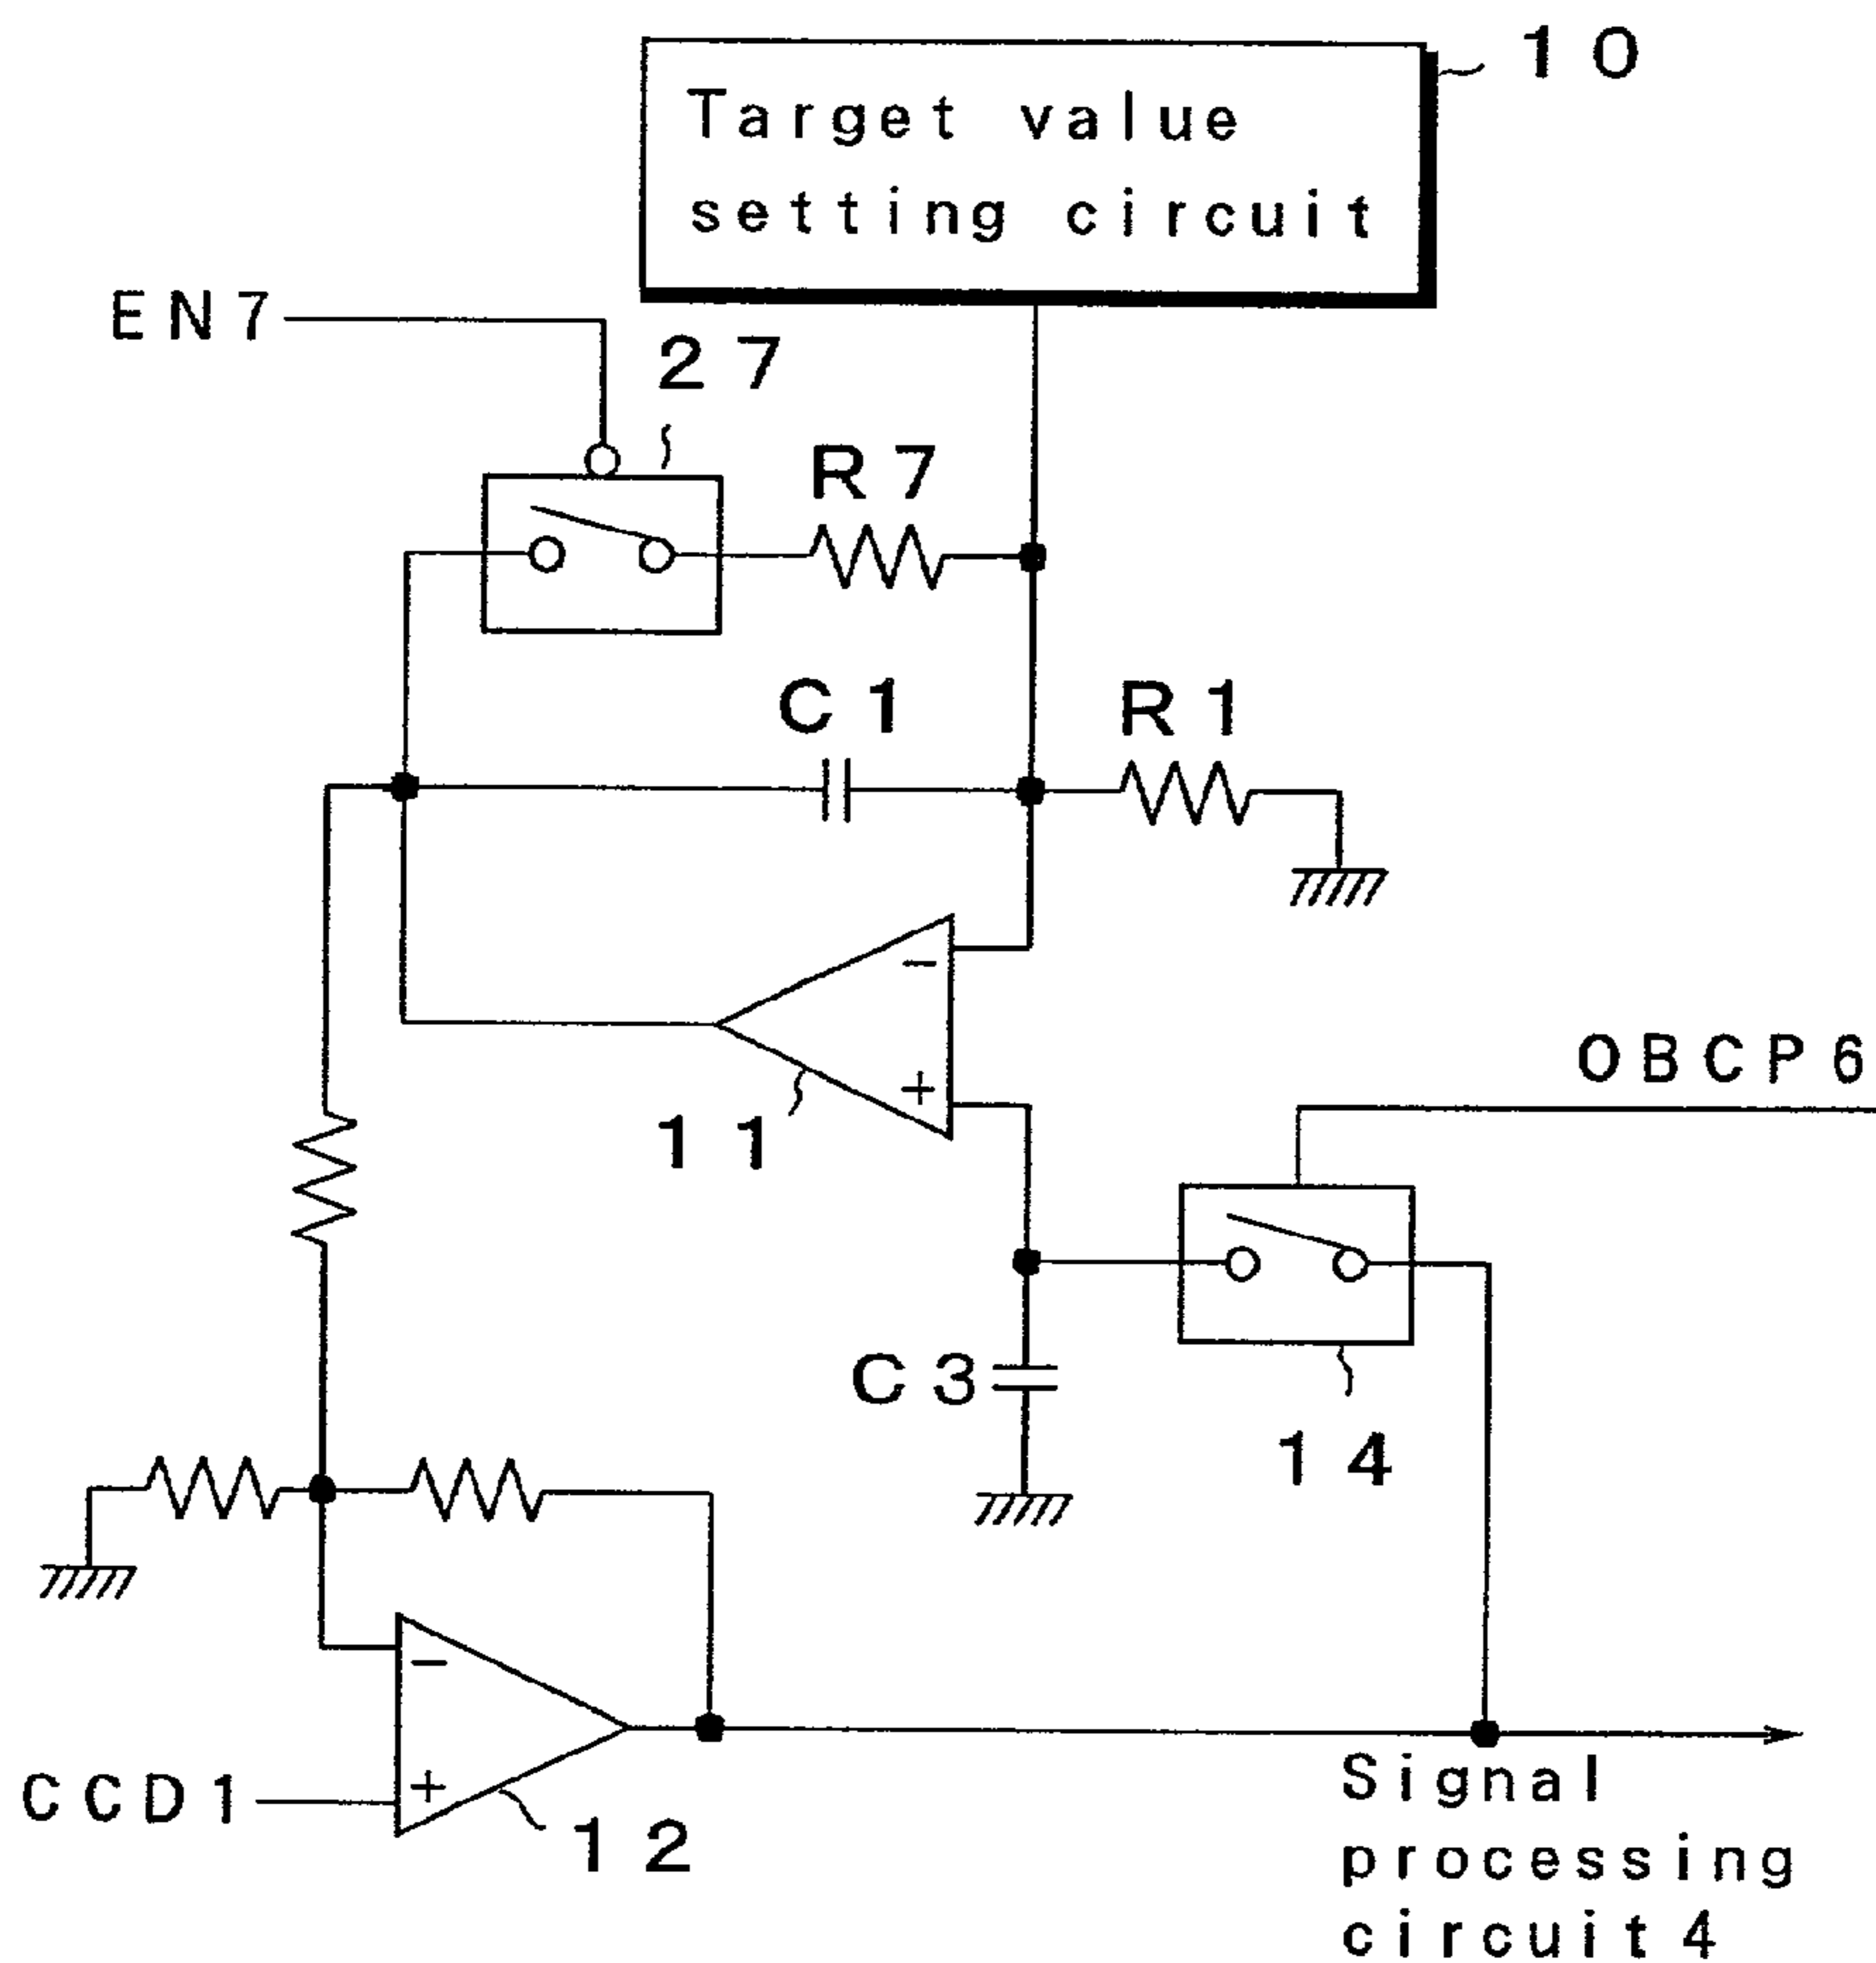 10
Target value
setting circuit
EN7
27
R7
C1
R1
−
+
11
OBCP6
C3
14
−
+
CCD1
12
Signal
processing
circuit 4